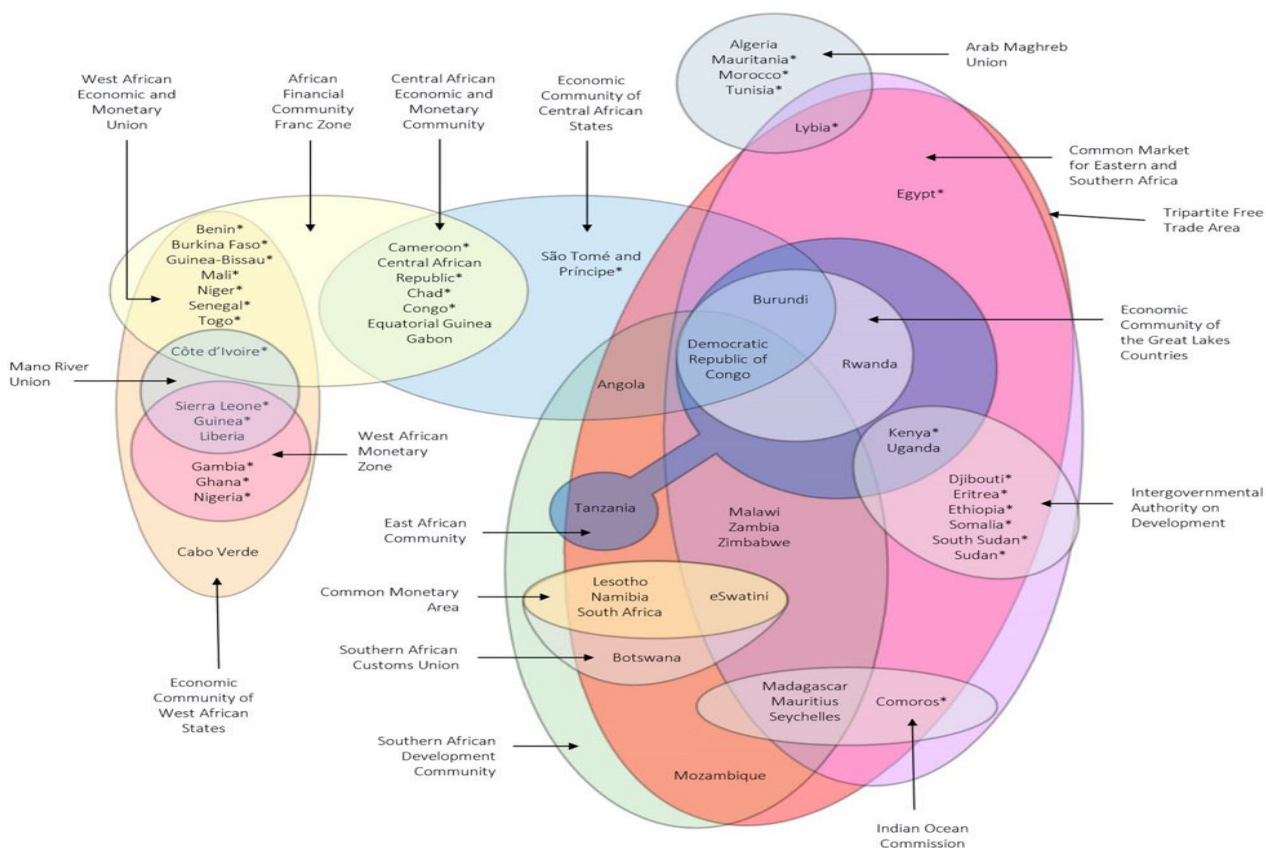 West African
Economic and
Monetary
Union
African
Financial
Community
Franc Zone
Central African
Economic and
Monetary
Community
Economic
Community of
Central African
States
Algeria
Mauritania*
Morocco*
Tunisia*
Lybia*
Arab Maghreb
Union
Common Market
for Eastern and
Southern Africa
Egypt*
Tripartite Free
Trade Area
Benin*
Burkina Faso*
Guinea-Bissau*
Mali*
Niger*
Senegal*
Togo*
Cameroon*
Central African
Republic*
Chad*
Congo*
Equatorial Guinea
Gabon
São Tomé and
Príncipe*
Burundi
Democratic
Republic of
Congo
Rwanda
Angola
Economic
Community of
the Great Lakes
Countries
Mano River
Union
Côte d'Ivoire*
Sierra Leone*
Guinea*
Liberia
Gambia*
Ghana*
Nigeria*
West African
Monetary
Zone
Kenya*
Uganda
Djibouti*
Eritrea*
Ethiopia*
Somalia*
South Sudan*
Sudan*
Intergovernmental
Authority on
Development
Tanzania
East African
Community
Malawi
Zambia
Zimbabwe
Cabo Verde
Common Monetary
Area
Lesotho
Namibia
South Africa
eSwatini
Southern African
Customs Union
Botswana
Economic
Community of
West African
States
Madagascar
Mauritius
Seychelles
Comoros*
Southern African
Development
Community
Mozambique
Indian Ocean
Commission